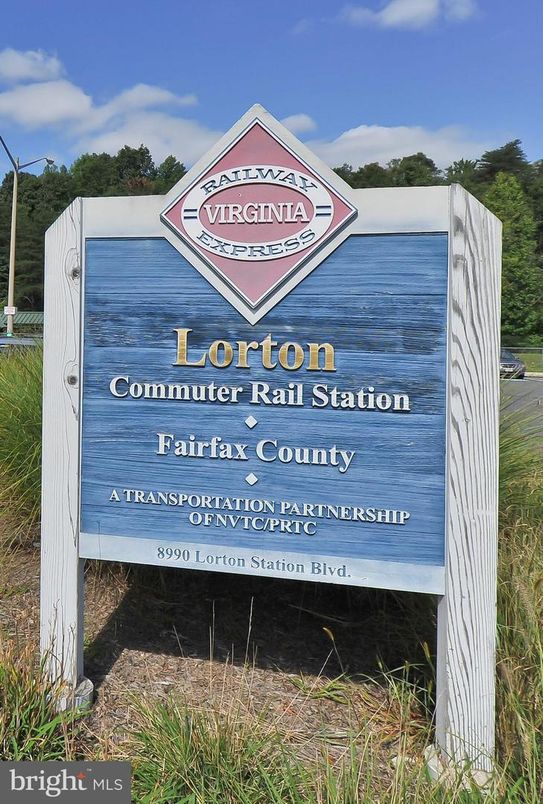 RAILWAY
VIRGINIA
EXPRESS
Lorton
Commuter Rail Station
Fairfax County
A TRANSPORTATION PARTNERSHIP
OF NVTC/PRTC
8990 Lorton Station Blvd.
bright MLS